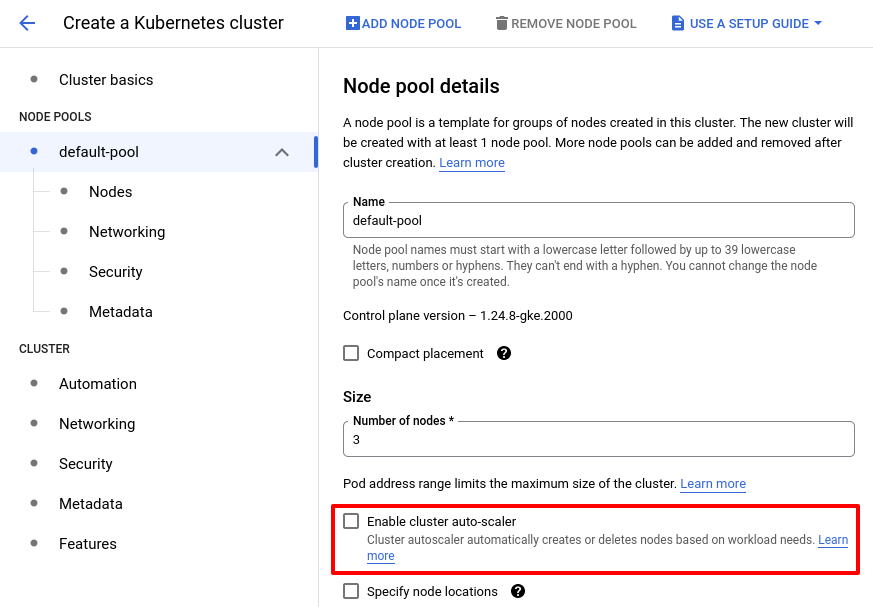 Create a Kubernetes cluster
ADD NODE POOL
REMOVE NODE POOL
USE A SETUP GUIDE
Cluster basics
NODE POOLS
default-pool
Nodes
Networking
Security
Metadata
CLUSTER
Automation
Networking
Security
Metadata
Features
Node pool details
A node pool is a template for groups of nodes created in this cluster. The new cluster will
be created with at least 1 node pool. More node pools can be added and removed after
cluster creation. Learn more
Name
default-pool
Node pool names must start with a lowercase letter followed by up to 39 lowercase
letters, numbers or hyphens. They can't end with a hyphen. You cannot change the node
pool's name once it's created.
Control plane version – 1.24.8-gke.2000
Compact placement ?
Size
Number of nodes *
3
Pod address range limits the maximum size of the cluster. Learn more
Enable cluster auto-scaler
Cluster autoscaler automatically creates or deletes nodes based on workload needs. Learn
more
Specify node locations ?